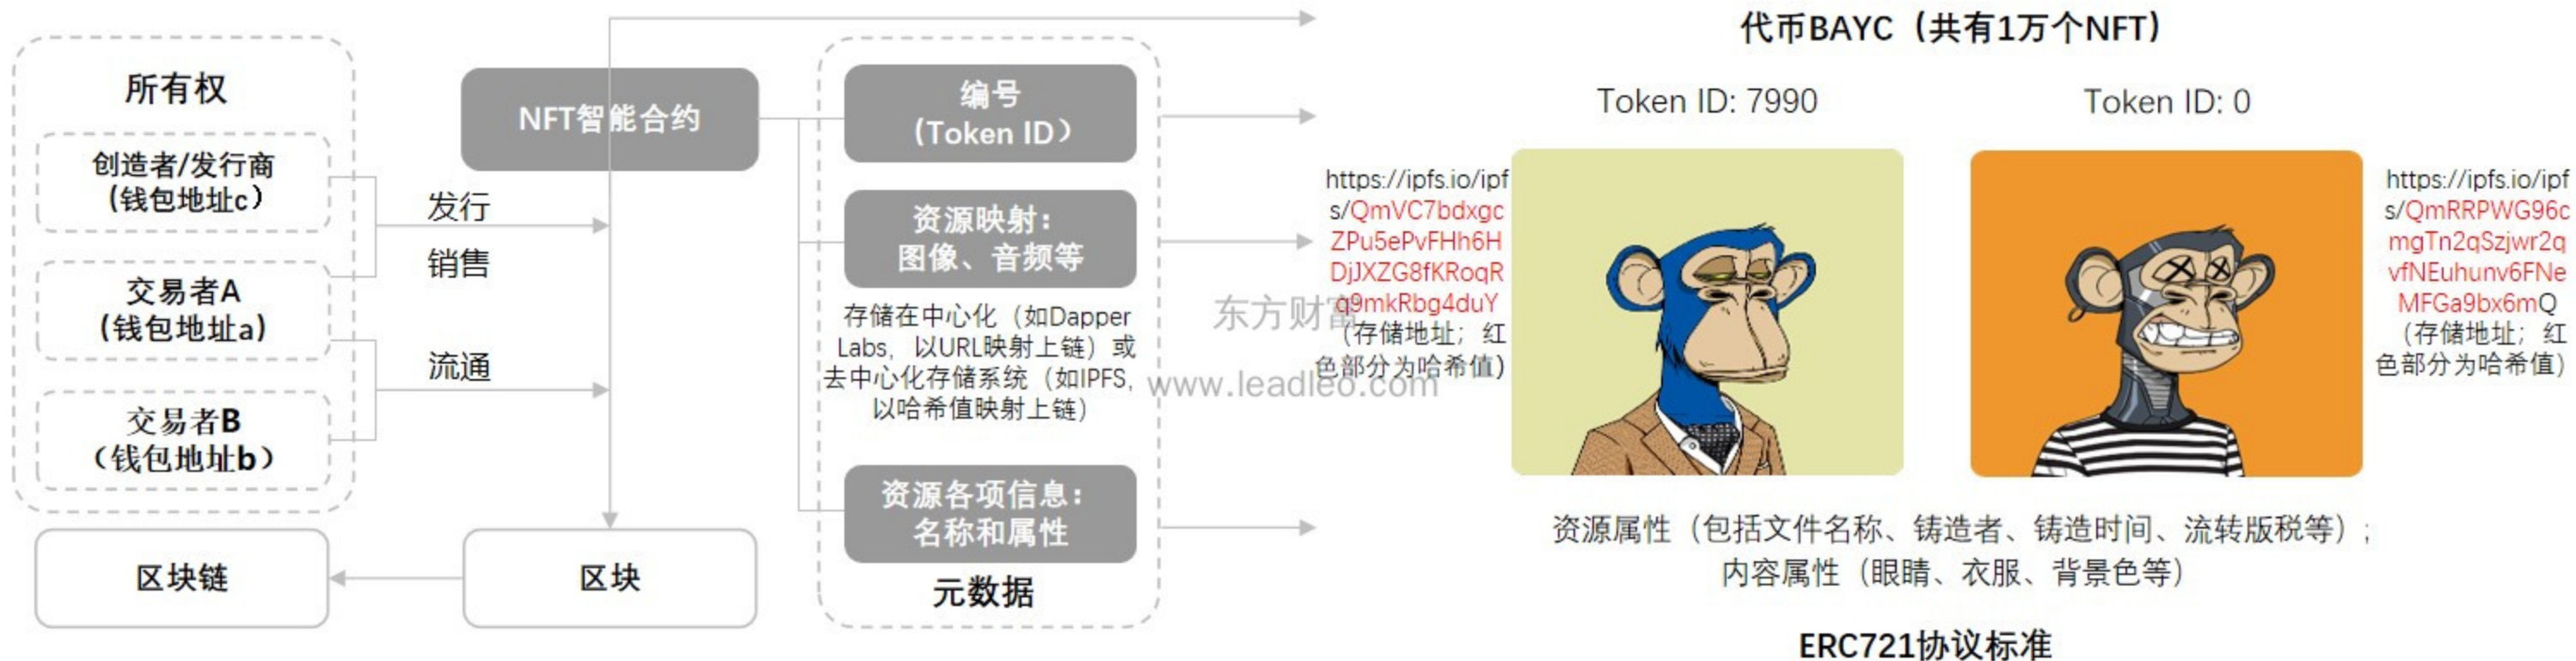 所有权
创造者/发行商
(钱包地址c）
交易者A
(钱包地址a)
交易者B
（钱包地址b）
发行
销售
流通
区块链
区块
NFT智能合约
编号
(Token ID）
资源映射：
图像、音频等
存储在中心化（如Dapper
Labs，以URL映射上链）或
去中心化存储系统（如IPFS,
以哈希值映射上链）
资源各项信息：
名称和属性
元数据
东方财富
www.leadleo.com
代币BAYC（共有1万个NFT）
Token ID: 7990
https://ipfs.io/ipf
s/QmVC7bdxgc
ZPu5ePvFHh6H
DjJXZG8fKRoqR
q9mkRbg4duY
（存储地址；红
色部分为哈希值）
Token ID: 0
https://ipfs.io/ipf
s/QmRRPWG96c
mgTn2qSzjwr2q
vfNEuhunv6FNe
MFGa9bx6mQ
（存储地址；红
色部分为哈希值）
资源属性（包括文件名称、铸造者、铸造时间、流转版税等）;
内容属性（眼睛、衣服、背景色等）
ERC721协议标准